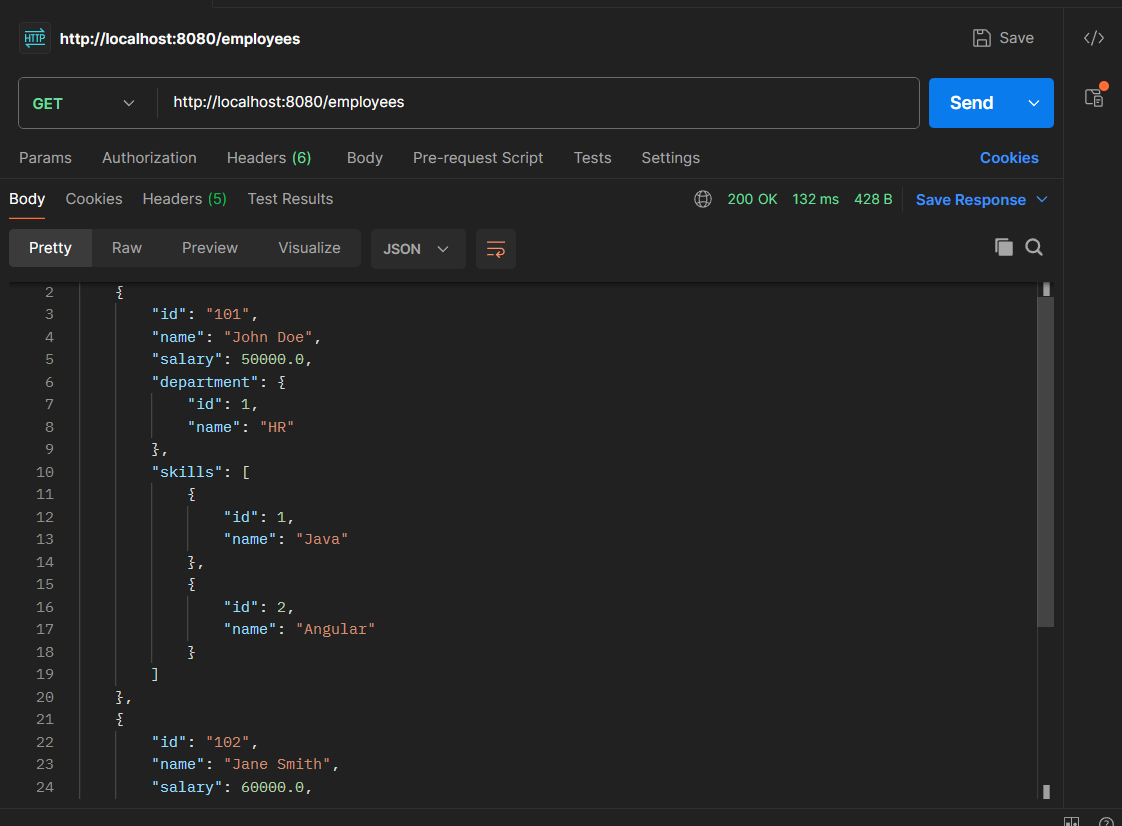 HTTP http://localhost:8080/employees Save </>
GET http://localhost:8080/employees Send
Params Authorization Headers (6) Body Pre-request Script Tests Settings Cookies
Body Cookies Headers (5) Test Results 200 OK 132 ms 428 B Save Response
Pretty Raw Preview Visualize JSON
2 {
3 "id": "101",
4 "name": "John Doe",
5 "salary": 50000.0,
6 "department": {
7 "id": 1,
8 "name": "HR"
9 },
10 "skills": [
11 {
12 "id": 1,
13 "name": "Java"
14 },
15 {
16 "id": 2,
17 "name": "Angular"
18 }
19 ]
20 },
21 {
22 "id": "102",
23 "name": "Jane Smith",
24 "salary": 60000.0,